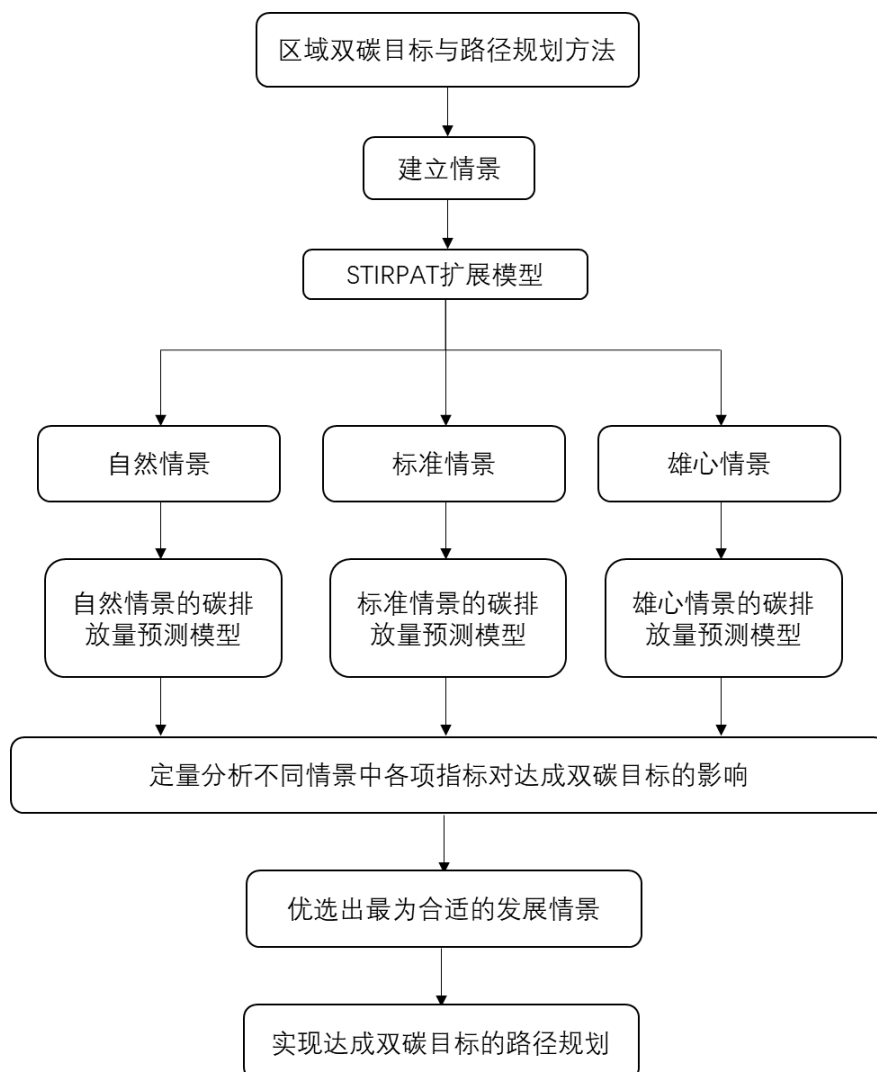 区域双碳目标与路径规划方法
建立情景
STIRPAT扩展模型
自然情景
标准情景
雄心情景
自然情景的碳排
放量预测模型
标准情景的碳排
放量预测模型
雄心情景的碳排
放量预测模型
定量分析不同情景中各项指标对达成双碳目标的影响
优选出最为合适的发展情景
实现达成双碳目标的路径规划